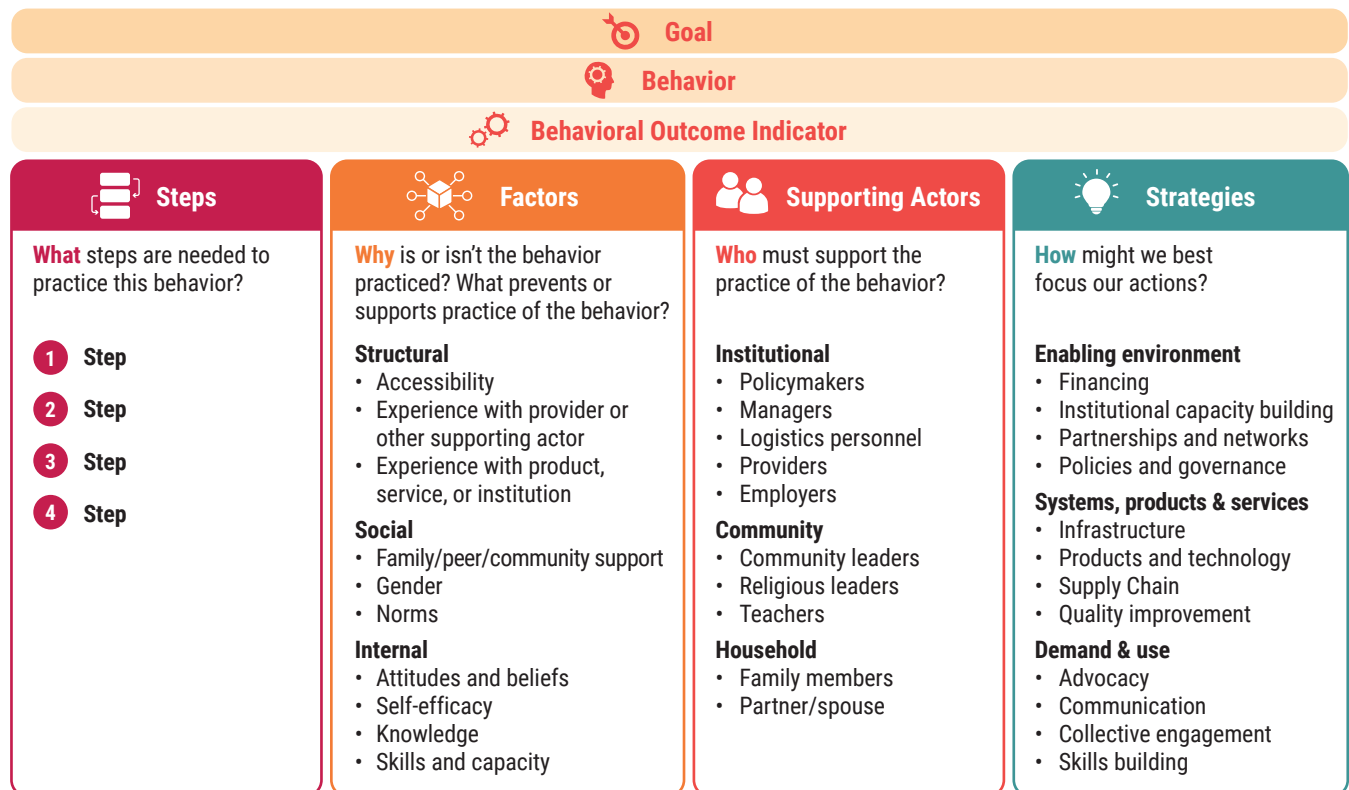 Goal
Behavior
Behavioral Outcome Indicator
Steps
What steps are needed to
practice this behavior?
1 Step
2 Step
3 Step
4 Step
Factors
Why is or isn't the behavior
practiced? What prevents or
supports practice of the behavior?
Structural
• Accessibility
• Experience with provider or
other supporting actor
• Experience with product,
service, or institution
Social
• Family/peer/community support
• Gender
• Norms
Internal
• Attitudes and beliefs
• Self-efficacy
• Knowledge
• Skills and capacity
Supporting Actors
Who must support the
practice of the behavior?
Institutional
• Policymakers
• Managers
• Logistics personnel
• Providers
• Employers
Community
• Community leaders
• Religious leaders
• Teachers
Household
• Family members
• Partner/spouse
Strategies
How might we best
focus our actions?
Enabling environment
• Financing
• Institutional capacity building
• Partnerships and networks
• Policies and governance
Systems, products & services
• Infrastructure
• Products and technology
• Supply Chain
• Quality improvement
Demand & use
• Advocacy
• Communication
• Collective engagement
• Skills building